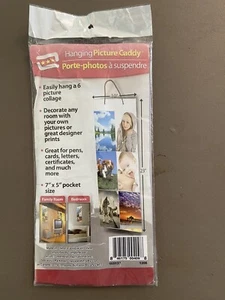 Hanging Picture Caddy
Porte-photos à suspendre
• Easily hang a 6
picture
collage
• Decorate any
room with your
own pictures
or great designer
prints
• Great for pens,
cards, letters,
certificates,
and much
more
• 7" x 5" pocket
size
Family Room
Bedroom